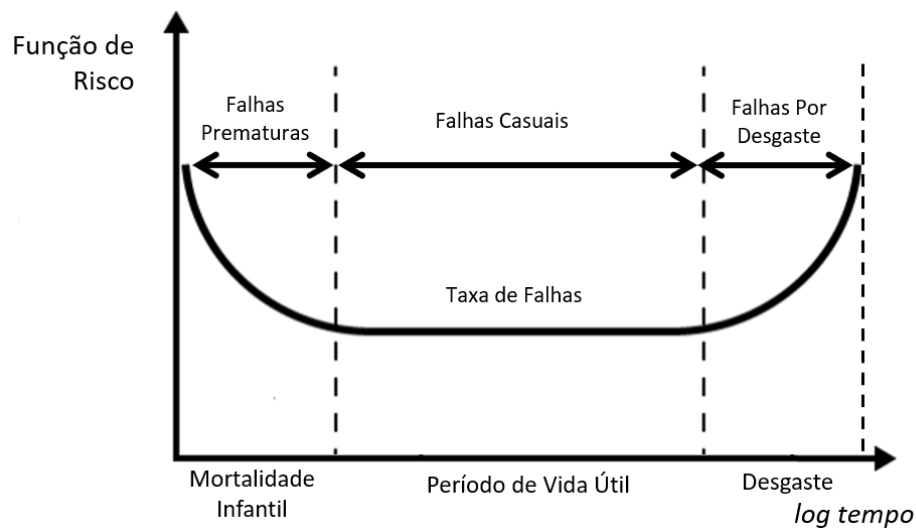 Função de
Risco
Falhas
Prematuras
Falhas Casuais
Falhas Por
Desgaste
Taxa de Falhas
Mortalidade
Infantil
Período de Vida Útil
Desgaste
log tempo